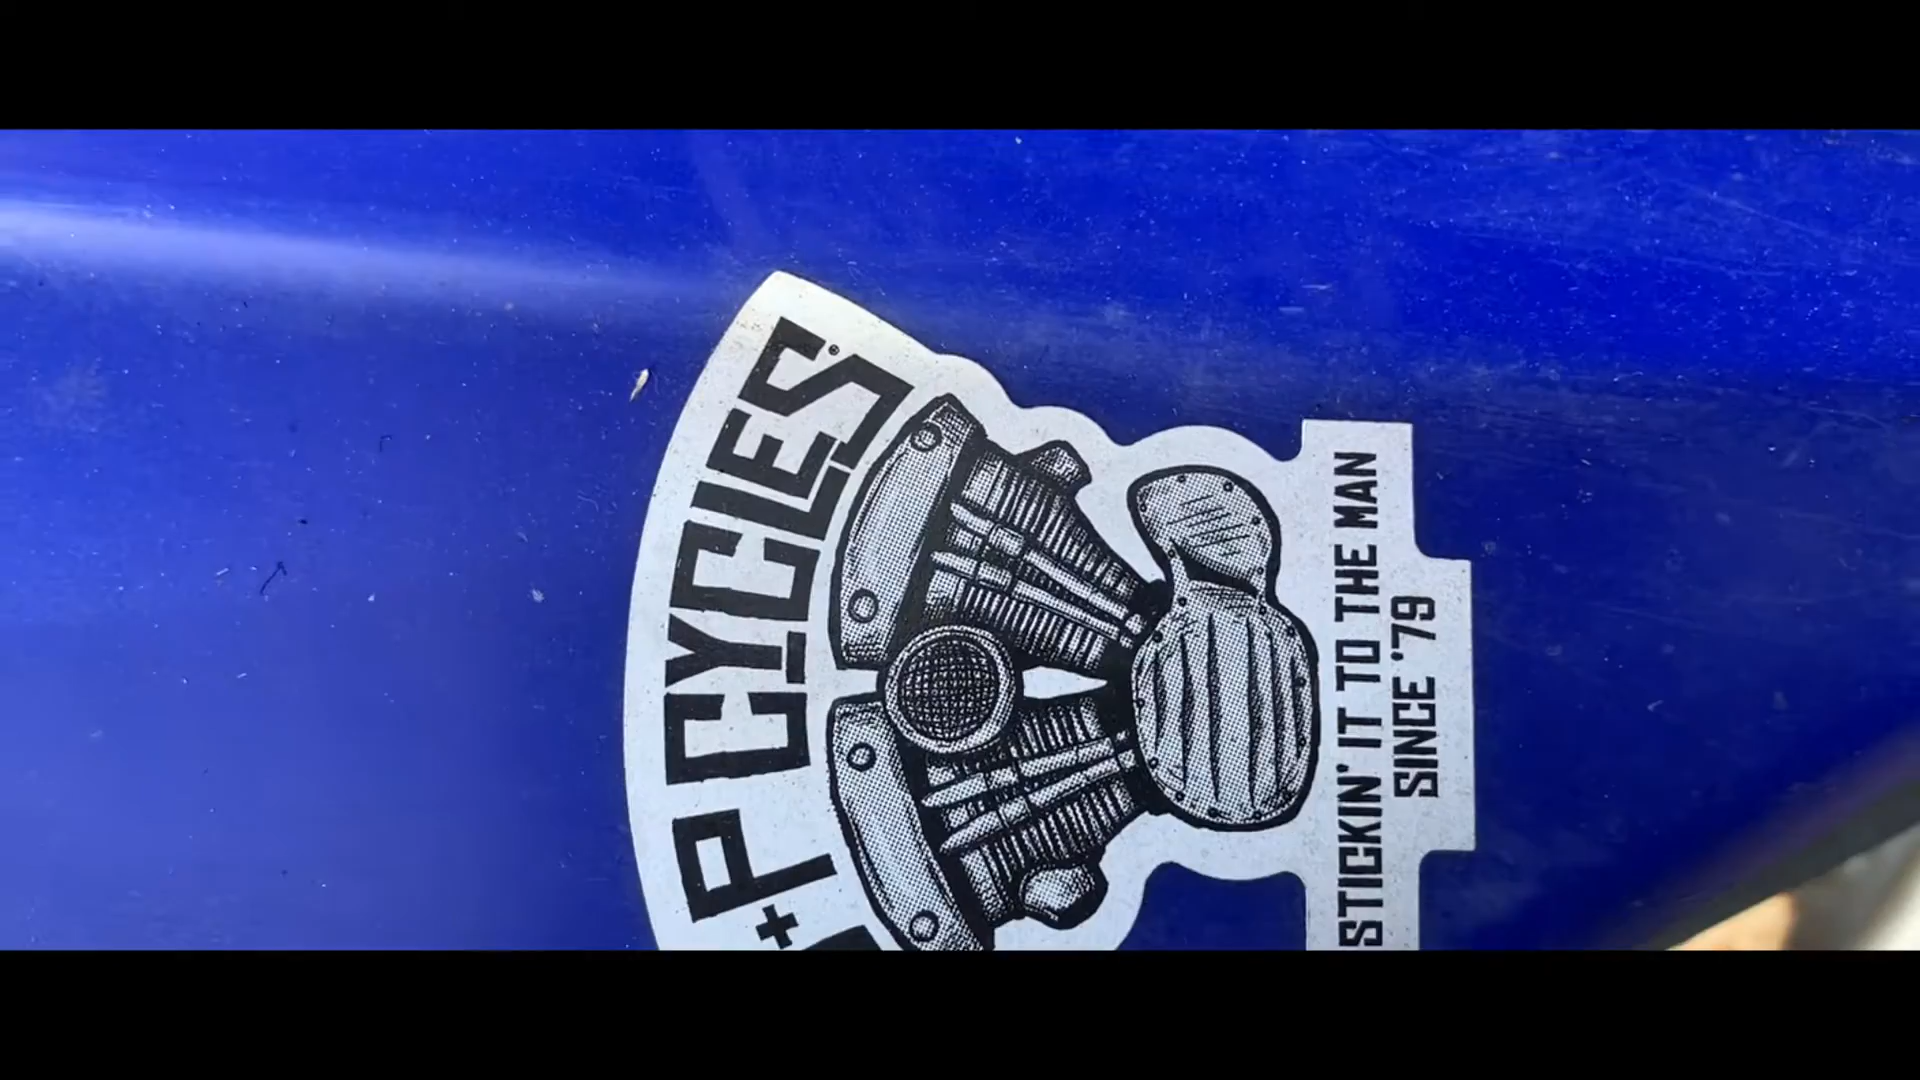 +P CYCLES®
STICKIN' IT TO THE MAN
SINCE '79